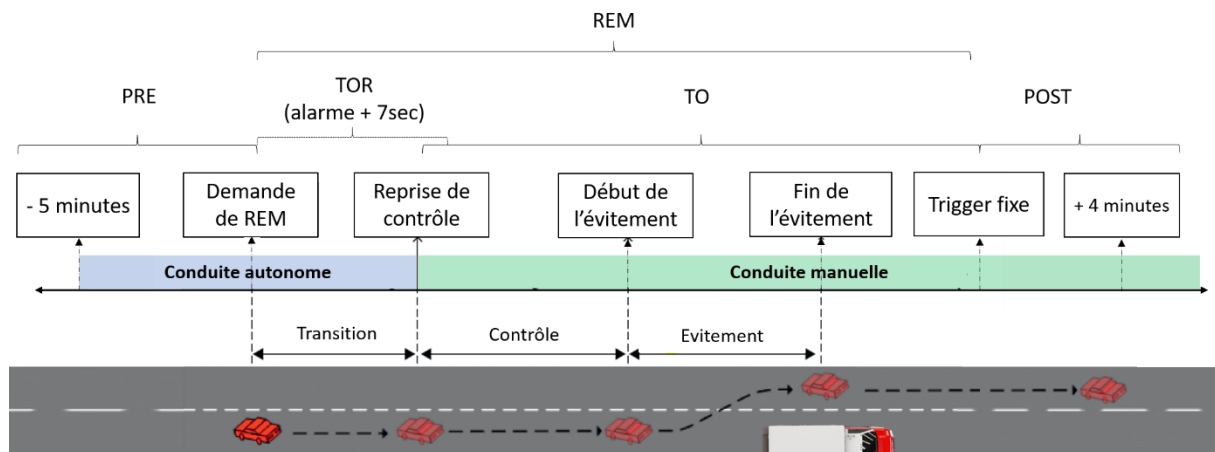 REM
PRE
TOR
(alarme + 7sec)
TO
POST
- 5 minutes
Demande
de REM
Reprise de
contrôle
Début de
l'évitement
Fin de
l'évitement
Trigger fixe
+ 4 minutes
Conduite autonome
Conduite manuelle
Transition
Contrôle
Evitement